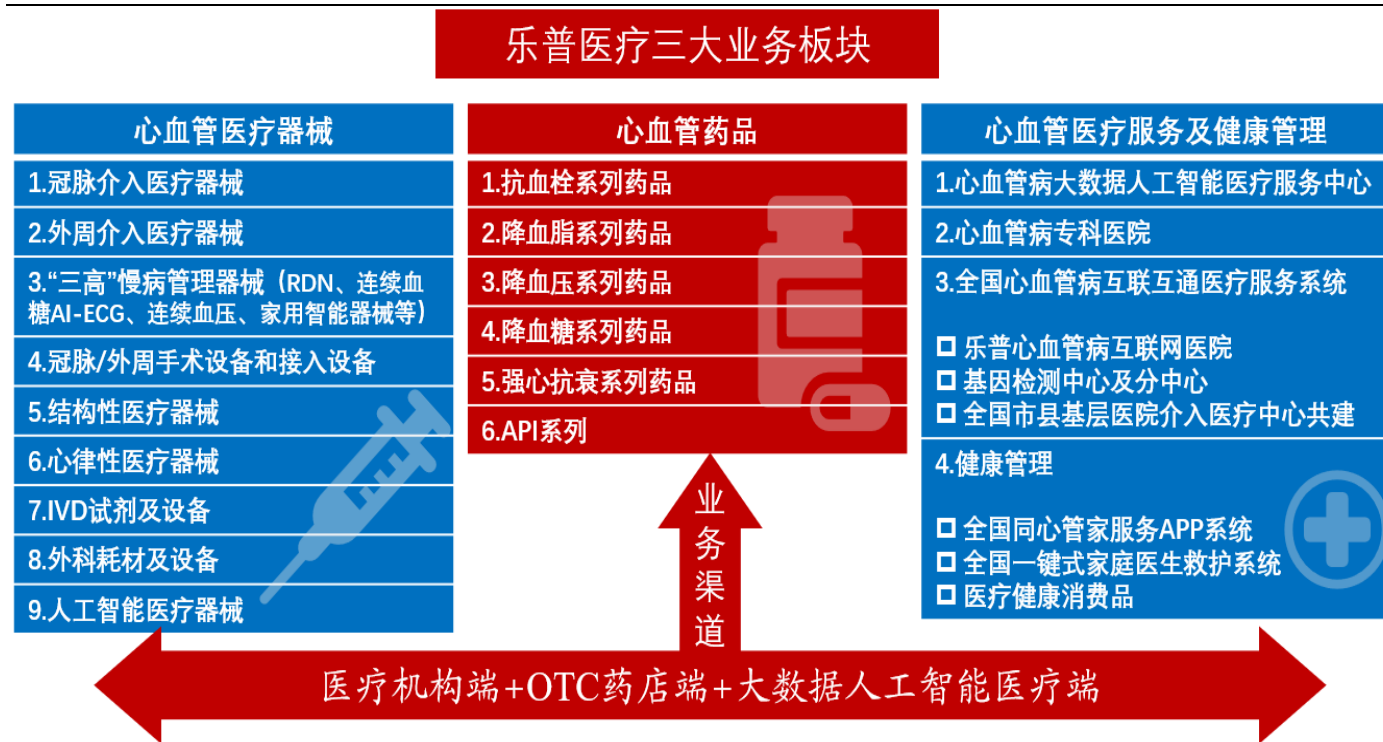 乐普医疗三大业务板块
心血管医疗器械
1.冠脉介入医疗器械
2.外周介入医疗器械
3.“三高”慢病管理器械（RDN、连续血
糖AI-ECG、连续血压、家用智能器械等）
4.冠脉/外周手术设备和接入设备
5.结构性医疗器械
6.心律性医疗器械
7.IVD试剂及设备
8.外科耗材及设备
9.人工智能医疗器械
心血管药品
1.抗血栓系列药品
2.降血脂系列药品
3.降血压系列药品
4.降血糖系列药品
5.强心抗衰系列药品
6.API系列
心血管医疗服务及健康管理
1.心血管病大数据人工智能医疗服务中心
2.心血管病专科医院
3.全国心血管病互联互通医疗服务系统
乐普心血管病互联网医院
基因检测中心及分中心
全国市县基层医院介入医疗中心共建
4.健康管理
全国同心管家服务APP系统
全国一键式家庭医生救护系统
医疗健康消费品
业务渠道
医疗机构端+OTC药店端+大数据人工智能医疗端